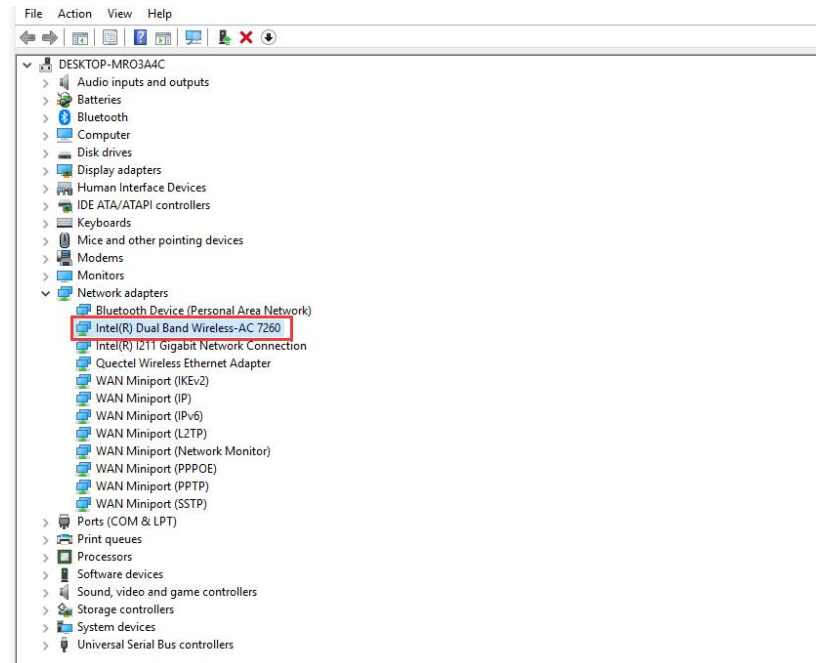 File Action View Help
DESKTOP-MRO3A4C
Audio inputs and outputs
Batteries
Bluetooth
Computer
Disk drives
Display adapters
Human Interface Devices
IDE ATA/ATAPI controllers
Keyboards
Mice and other pointing devices
Modems
Monitors
Network adapters
Bluetooth Device (Personal Area Network)
Intel(R) Dual Band Wireless-AC 7260
Intel(R) I211 Gigabit Network Connection
Quectel Wireless Ethernet Adapter
WAN Miniport (IKEv2)
WAN Miniport (IP)
WAN Miniport (IPv6)
WAN Miniport (L2TP)
WAN Miniport (Network Monitor)
WAN Miniport (PPPOE)
WAN Miniport (PPTP)
WAN Miniport (SSTP)
Ports (COM & LPT)
Print queues
Processors
Software devices
Sound, video and game controllers
Storage controllers
System devices
Universal Serial Bus controllers